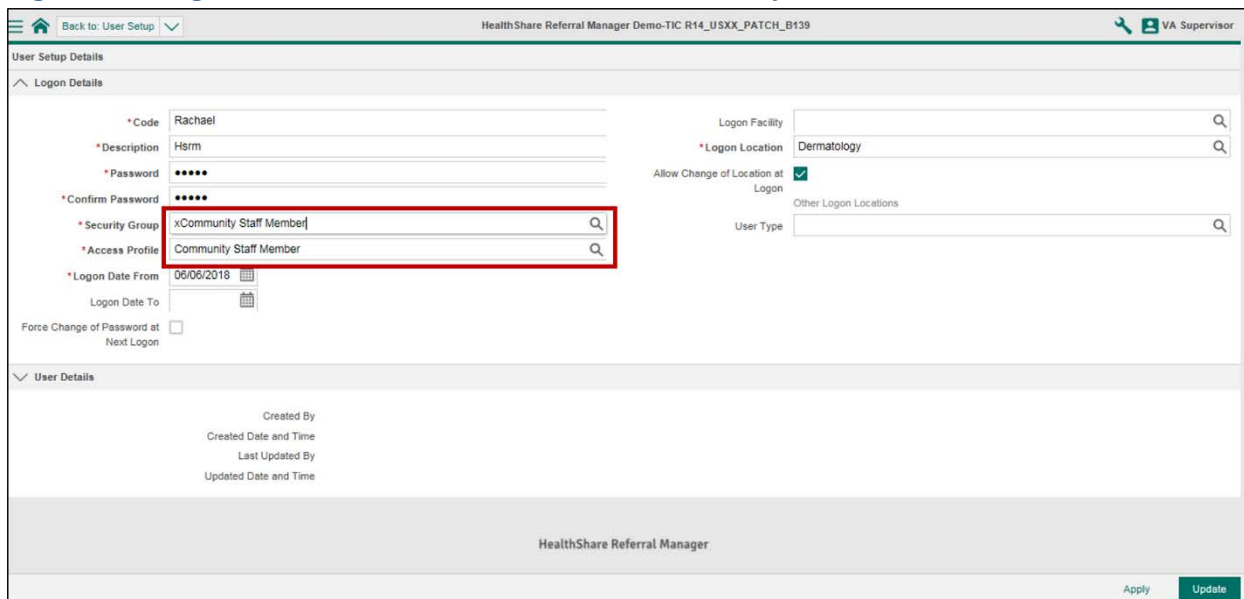 Back to: User Setup
HealthShare Referral Manager Demo-TIC R14_USXX_PATCH_B139
VA Supervisor
User Setup Details
Logon Details
*Code Rachael
*Description Hsrm
*Password •••••
*Confirm Password •••••
*Security Group xCommunity Staff Member
*Access Profile Community Staff Member
*Logon Date From 06/06/2018
Logon Date To
Force Change of Password at
Next Logon
Logon Facility
*Logon Location Dermatology
Allow Change of Location at
Logon
Other Logon Locations
User Type
User Details
Created By
Created Date and Time
Last Updated By
Updated Date and Time
HealthShare Referral Manager
Apply Update